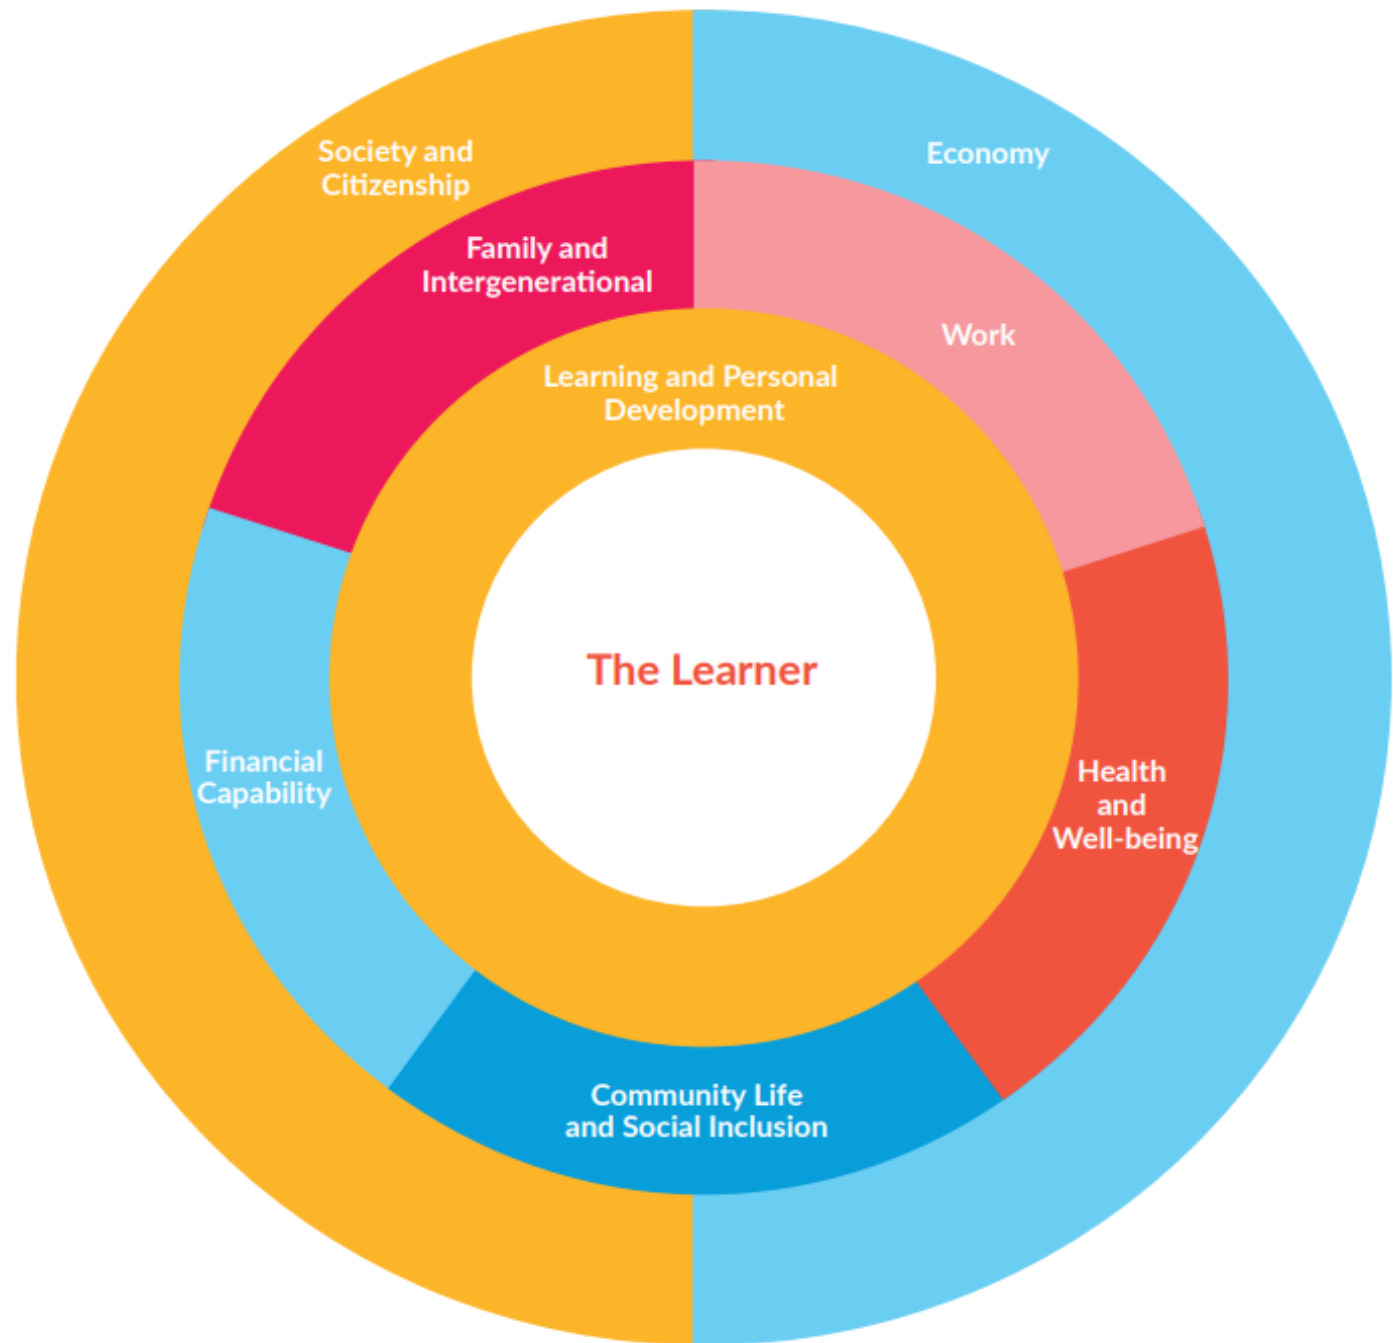 Society and
Citizenship
Economy
Family and
Intergenerational
Work
Learning and Personal
Development
The Learner
Financial
Capability
Health
and
Well-being
Community Life
and Social Inclusion